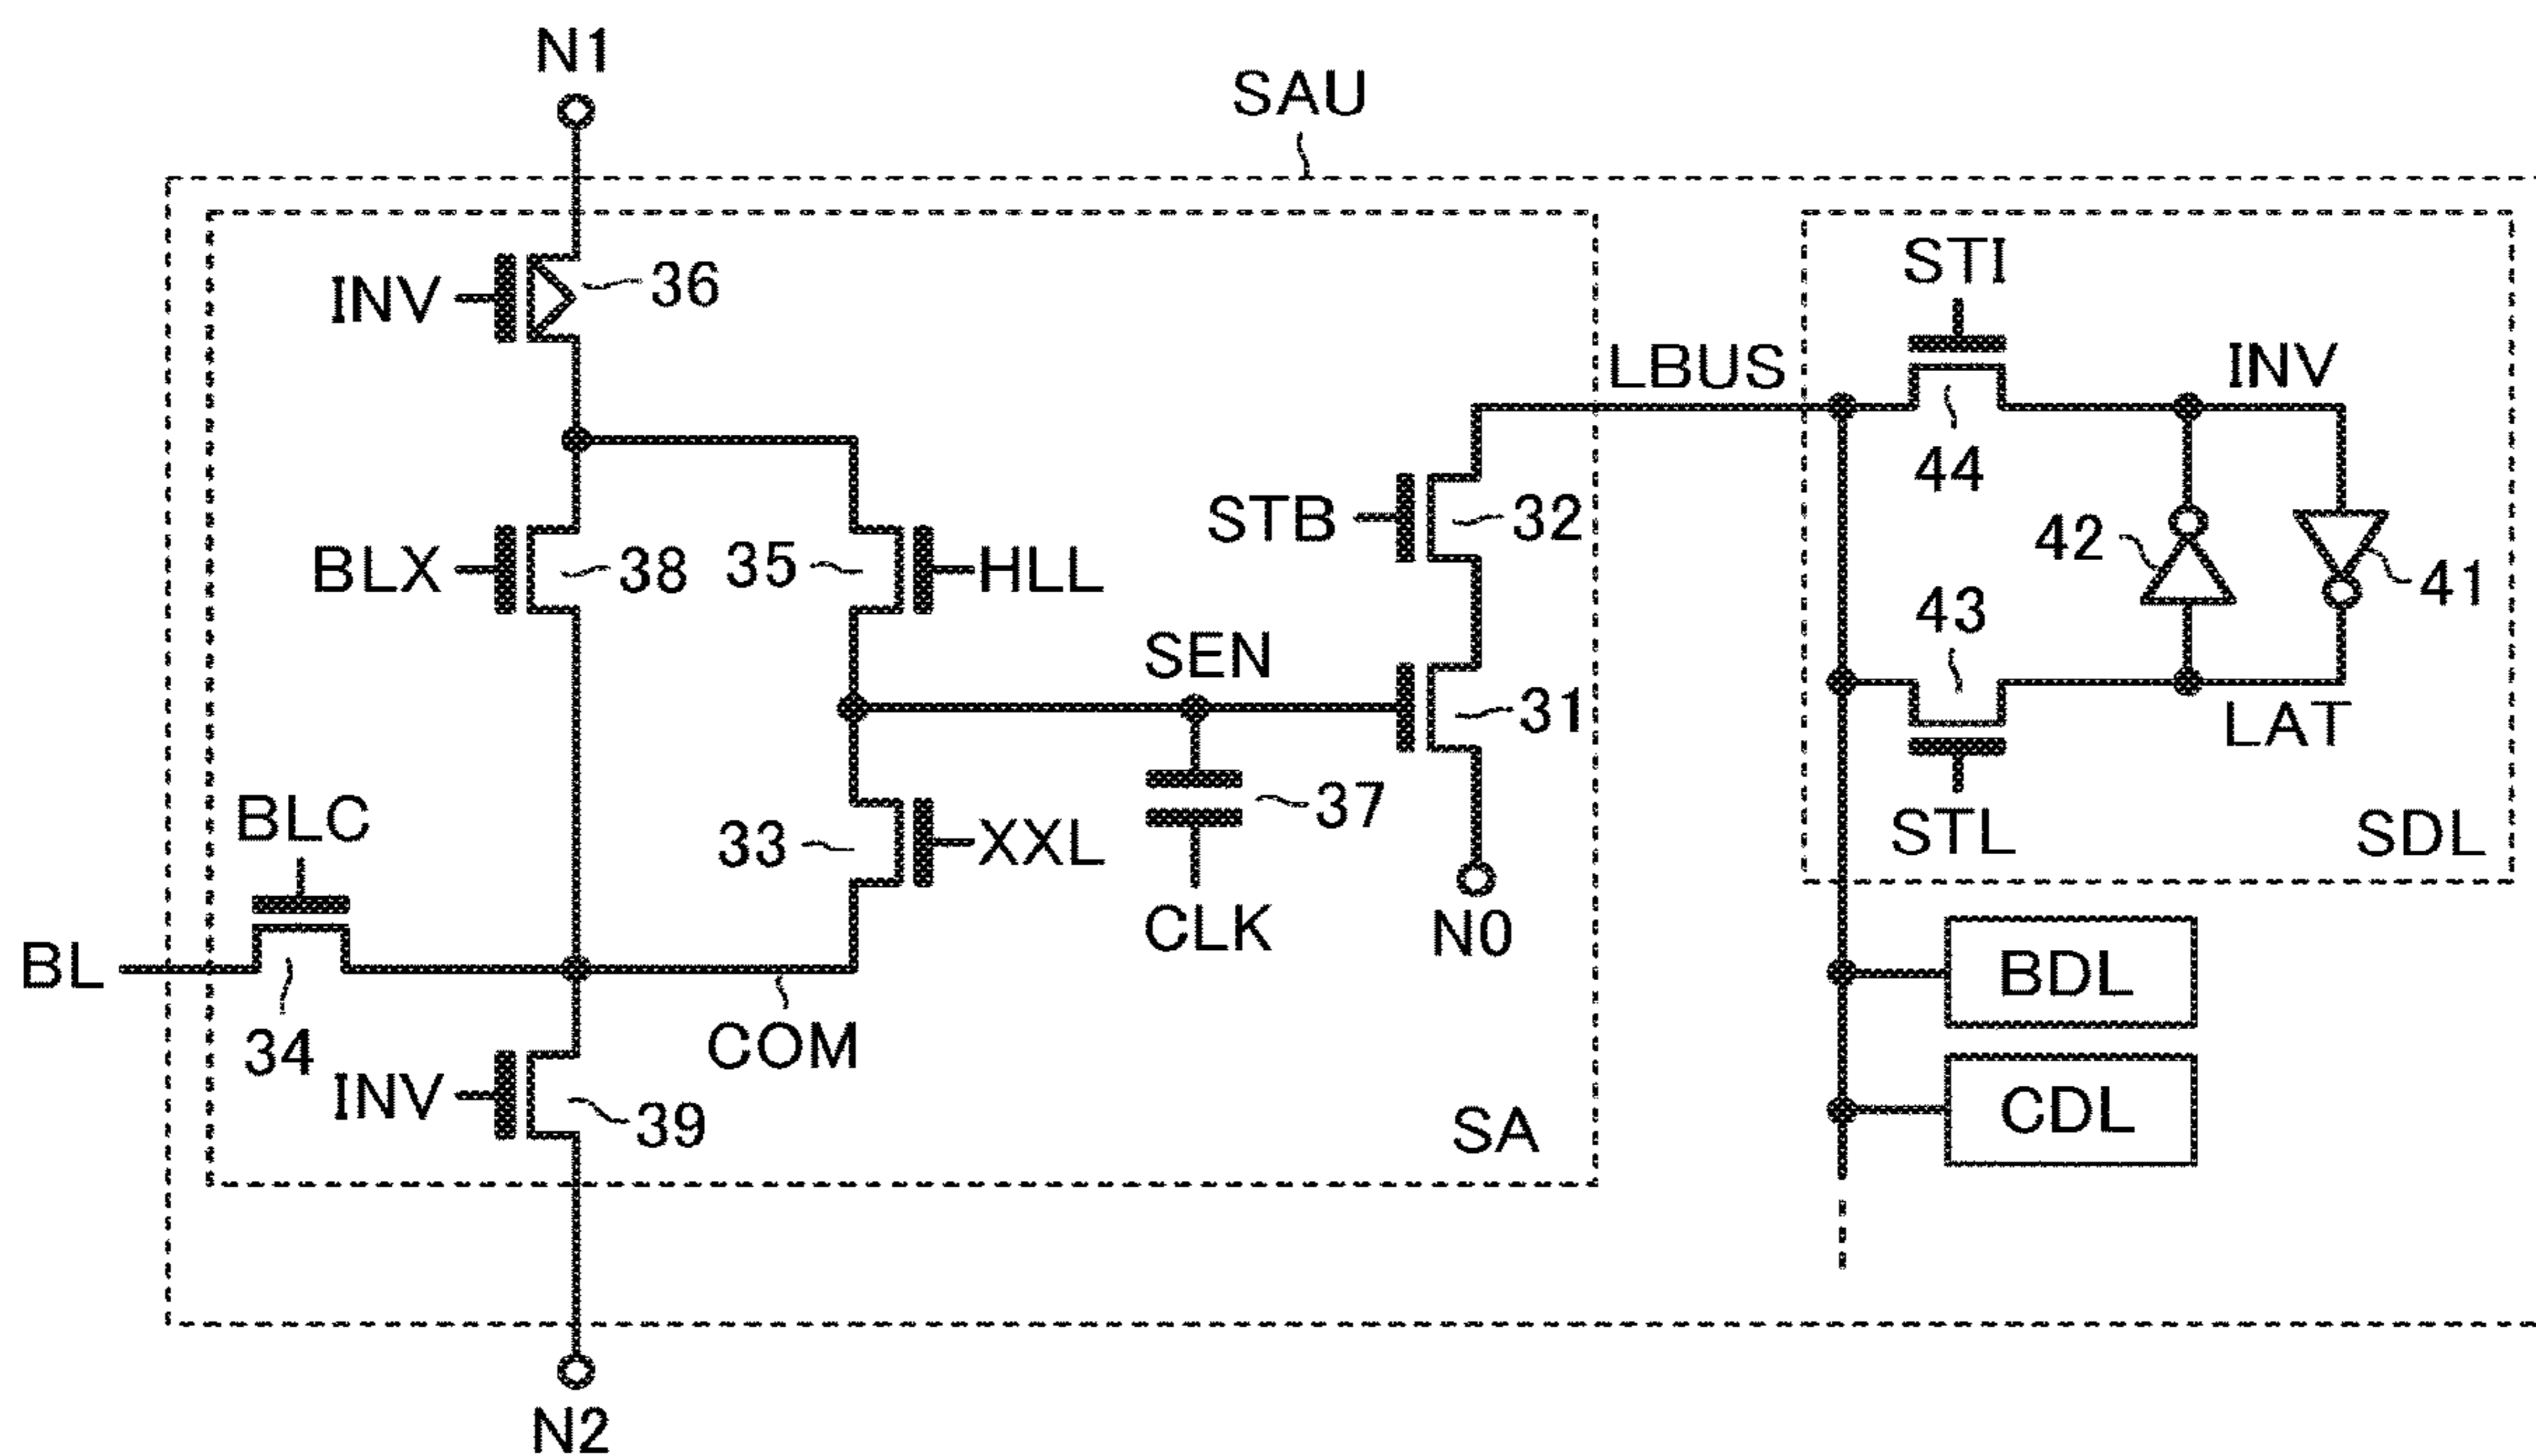 N1
SAU
INV
36
STI
LBUS
INV
44
STB
32
42
41
BLX
38
35
HLL
43
SEN
31
LAT
BLC
33
XXL
37
STL
SDL
CLK
N0
BL
34
COM
BDL
INV
39
SA
CDL
N2